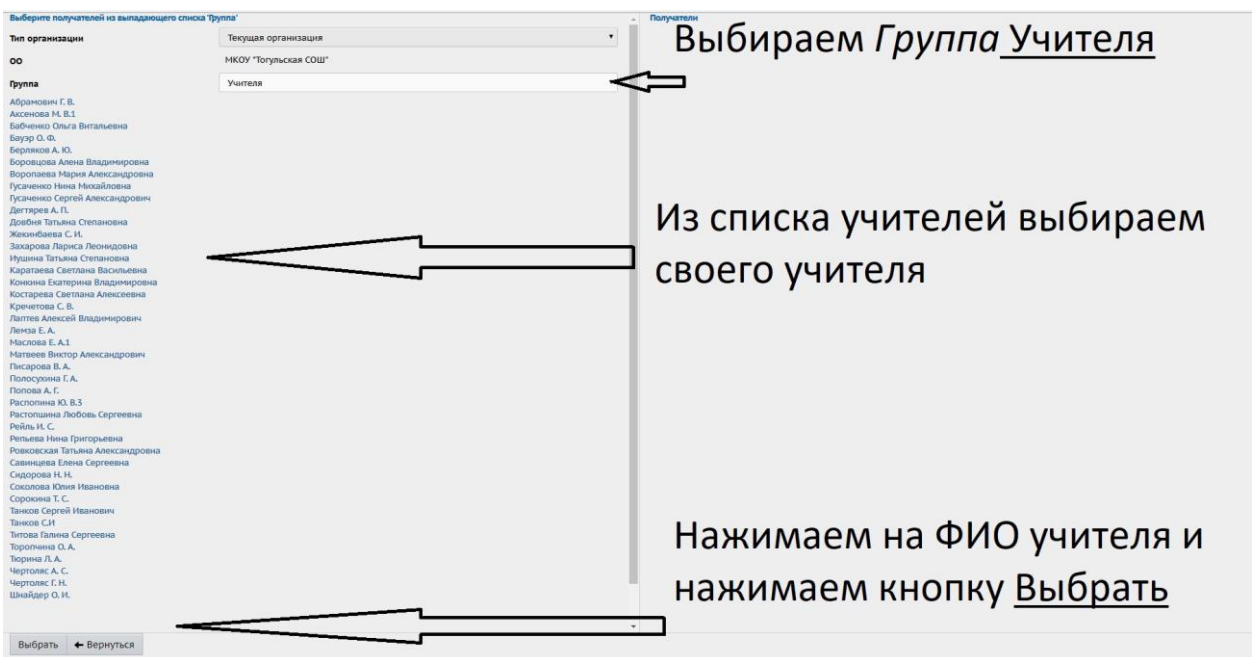 Выберите получателей из выпадающего списка 'Группа'
Тип организации
Текущая организация
ОО
МКОУ "Тогульская СОШ"
Группа
Учителя
Абрамович Г. В.
Аксенова М. В.1
Бабченко Ольга Витальевна
Бауэр О. Ф.
Берляков А. Ю.
Боровцова Алена Владимировна
Воропаева Мария Александровна
Гусаченко Нина Михайловна
Гусаченко Сергей Александрович
Дегтярев А. П.
Довбня Татьяна Степановна
Жекинбаева С. И.
Захарова Лариса Леонидовна
Иушина Татьяна Степановна
Каратаева Светлана Васильевна
Конкина Екатерина Владимировна
Костарева Светлана Алексеевна
Кречетова С. В.
Лаптев Алексей Владимирович
Лемза Е. А.
Маслова Е. А.1
Матвеев Виктор Александрович
Писарова В. А.
Полосухина Г. А.
Попова А. Г.
Распопина Ю. В.3
Растопшина Любовь Сергеевна
Рейль И. С.
Репьева Нина Григорьевна
Ровковская Татьяна Александровна
Савинцева Елена Сергеевна
Сидорова Н. Н.
Соколова Юлия Ивановна
Сорокина Т. С.
Танков Сергей Иванович
Танков С.И
Титова Галина Сергеевна
Торопчина О. А.
Тюрина Л. А.
Чертоляс А. С.
Чертоляс Г. Н.
Шнайдер О. И.
Выбрать
Вернуться
Получатели
Выбираем Группа Учителя
Из списка учителей выбираем
своего учителя
Нажимаем на ФИО учителя и
нажимаем кнопку Выбрать